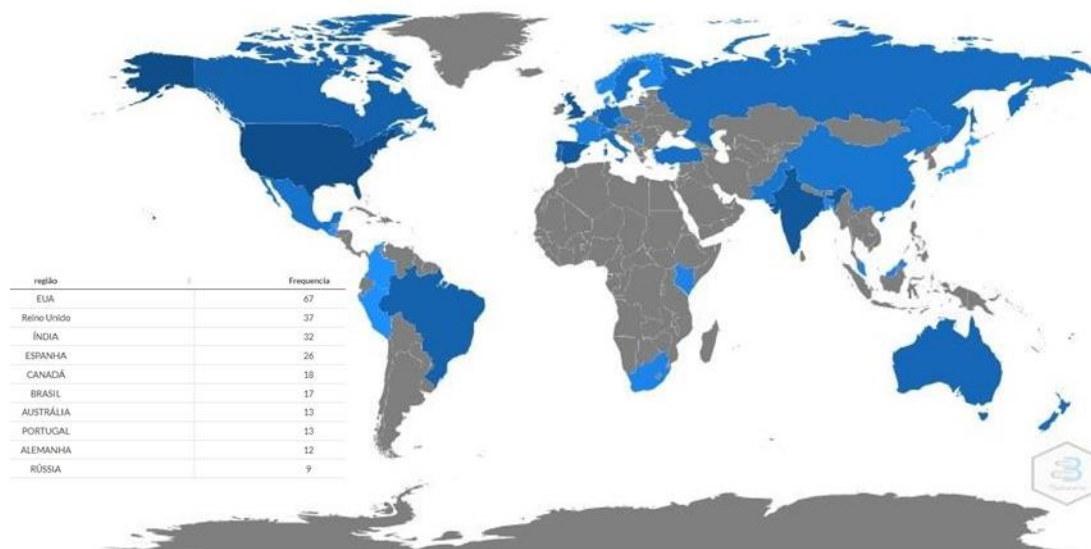 região Frequencia
EUA 67
Reino Unido 37
ÍNDIA 32
ESPANHA 26
CANADÁ 18
BRASIL 17
AUSTRÁLIA 13
PORTUGAL 13
ALEMANHA 12
RÚSSIA 9